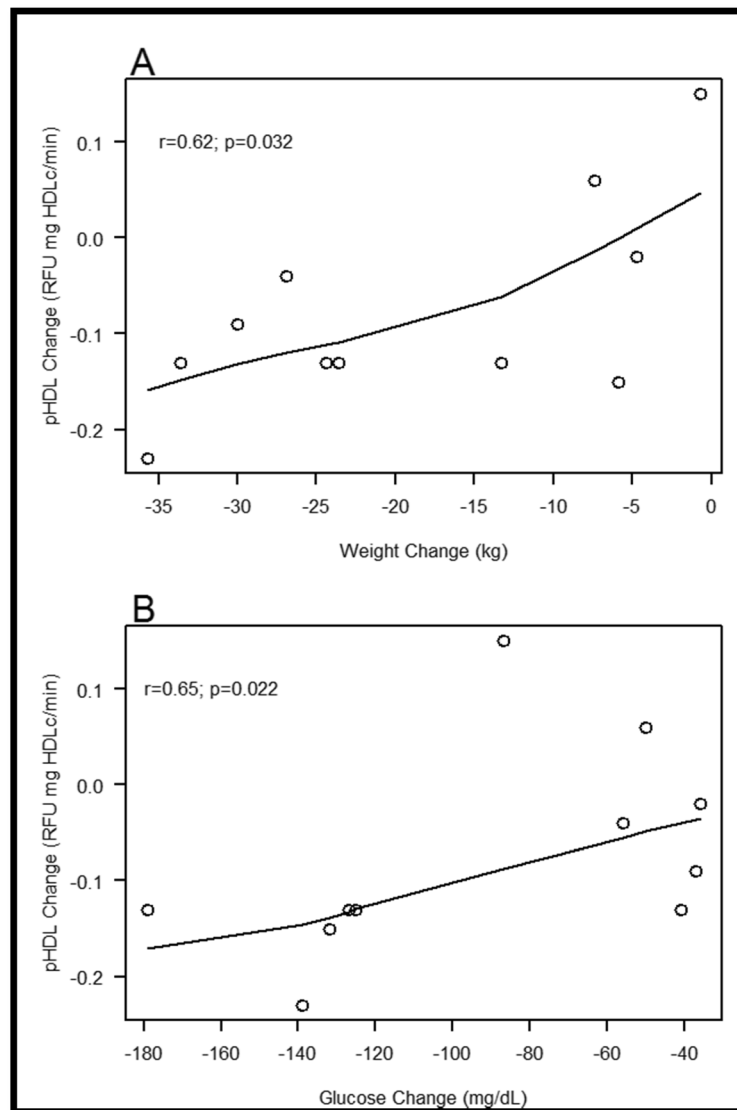 A
r=0.62; p=0.032
pHDL Change (RFU mg HDLc/min)
0.1
0.0
-0.1
-0.2
-35 -30 -25 -20 -15 -10 -5 0
Weight Change (kg)
B
r=0.65; p=0.022
pHDL Change (RFU mg HDLc/min)
0.1
0.0
-0.1
-0.2
-180 -160 -140 -120 -100 -80 -60 -40
Glucose Change (mg/dL)